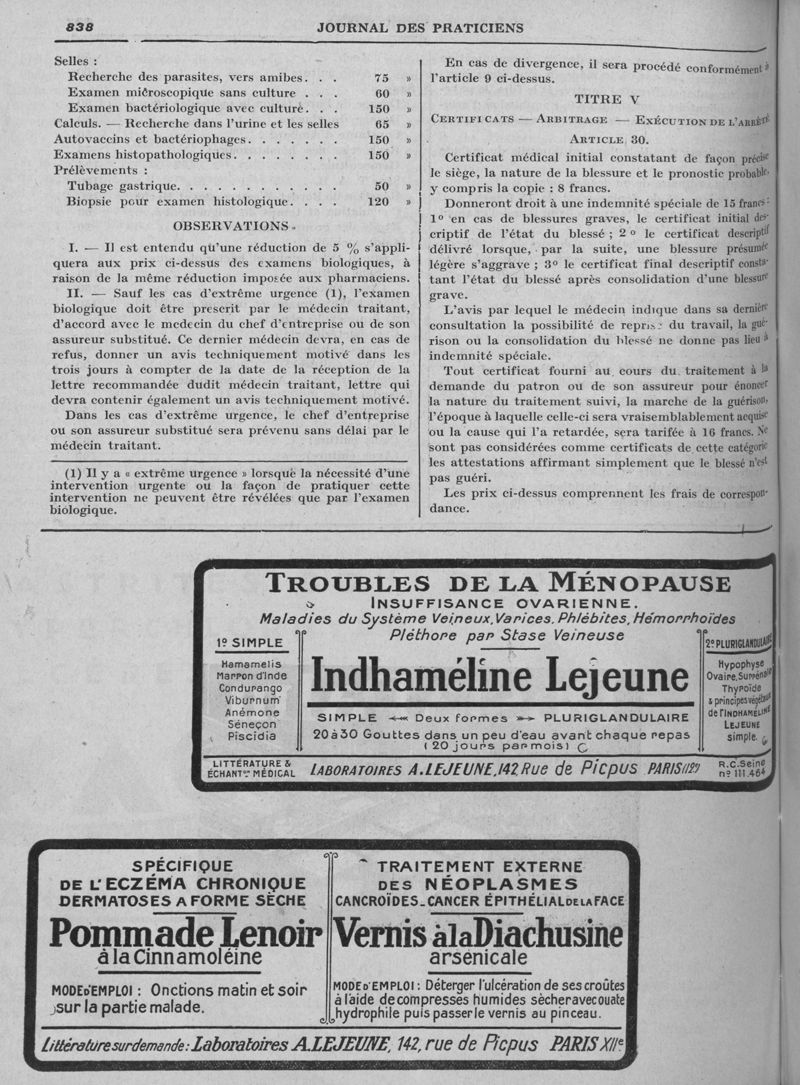 838
JOURNAL DES PRATICIENS
Selles :
Recherche des parasites, vers amibes. . . 75 »
Examen microscopique sans culture . . . 60 »
Examen bactériologique avec culture. . . 150 »
Calculs. — Recherche dans l'urine et les selles 65 »
Autovaccins et bactériophages. . . . . . . 150 »
Examens histopathologiques. . . . . . . . 150 »
Prélèvements :
Tubage gastrique. . . . . . . . . . . . 50 »
Biopsie pour examen histologique. . . . 120 »
OBSERVATIONS
I. — Il est entendu qu'une réduction de 5 % s'appli-
quera aux prix ci-dessus des examens biologiques, à
raison de la même réduction imposée aux pharmaciens.
II. — Sauf les cas d'extrême urgence (1), l'examen
biologique doit être prescrit par le médecin traitant,
d'accord avec le medecin du chef d'entreprise ou de son
assureur substitué. Ce dernier médecin devra, en cas de
refus, donner un avis techniquement motivé dans les
trois jours à compter de la date de la réception de la
lettre recommandée dudit médecin traitant, lettre qui
devra contenir également un avis techniquement motivé.
Dans les cas d'extrême urgence, le chef d'entreprise
ou son assureur substitué sera prévenu sans délai par le
médecin traitant.
(1) Il y a « extrême urgence » lorsque la nécessité d'une
intervention urgente ou la façon de pratiquer cette
intervention ne peuvent être révélées que par l'examen
biologique.
En cas de divergence, il sera procédé conformément à
l'article 9 ci-dessus.
TITRE V
CERTIFICATS — ARBITRAGE — EXÉCUTION DE L'ARRÊTÉ
ARTICLE 30.
Certificat médical initial constatant de façon précise
le siège, la nature de la blessure et le pronostic probable,
y compris la copie : 8 francs.
Donneront droit à une indemnité spéciale de 15 francs :
1º en cas de blessures graves, le certificat initial des-
criptif de l'état du blessé ; 2º le certificat descriptif
délivré lorsque, par la suite, une blessure présumée
légère s'aggrave ; 3º le certificat final descriptif consta-
tant l'état du blessé après consolidation d'une blessure
grave.
L'avis par lequel le médecin indique dans sa dernière
consultation la possibilité de reprise du travail, la gué-
rison ou la consolidation du blessé ne donne pas lieu à
indemnité spéciale.
Tout certificat fourni au cours du traitement à la
demande du patron ou de son assureur pour énoncer
la nature du traitement suivi, la marche de la guérison,
l'époque à laquelle celle-ci sera vraisemblablement acquise
ou la cause qui l'a retardée, sera tarifée à 16 francs. Ne
sont pas considérées comme certificats de cette catégorie
les attestations affirmant simplement que le blessé n'est
pas guéri.
Les prix ci-dessus comprennent les frais de correspon-
dance.
TROUBLES DE LA MÉNOPAUSE
INSUFFISANCE OVARIENNE.
Maladies du Système Veineux, Varices, Phlébites, Hémorrhoïdes
Pléthore par Stase Veineuse
1º SIMPLE
Hamamelis
Marron d'Inde
Condurango
Viburnum
Anémone
Séneçon
Piscidia
Indhaméline Lejeune
SIMPLE Deux formes PLURIGLANDULAIRE
20 à 30 Gouttes dans un peu d'eau avant chaque repas
(20 jours par mois)
2º PLURIGLANDULAIRE
Hypophyse
Ovaire, Surrénale
Thyroïde
& principes végétaux
de l'INDHAMÉLINE
LEJEUNE
simple.
LITTÉRATURE &
ÉCHANT. MÉDICAL
LABORATOIRES A. LEJEUNE, 142, Rue de Picpus PARIS (12e)
R.C. Seine
nº 111.464
SPÉCIFIQUE
DE L'ECZÉMA CHRONIQUE
DERMATOSES A FORME SÈCHE
Pommade Lenoir
à la Cinnamoléine
MODE D'EMPLOI : Onctions matin et soir
sur la partie malade.
TRAITEMENT EXTERNE
DES NÉOPLASMES
CANCROÏDES_CANCER ÉPITHÉLIAL DE LA FACE
Vernis à la Diachusine
arsénicale
MODE D'EMPLOI : Déterger l'ulcération de ses croûtes
à l'aide de compresses humides sècher avec ouate
hydrophile puis passer le vernis au pinceau.
Littérature sur demande : Laboratoires A. LEJEUNE, 142, rue de Picpus PARIS XIIe